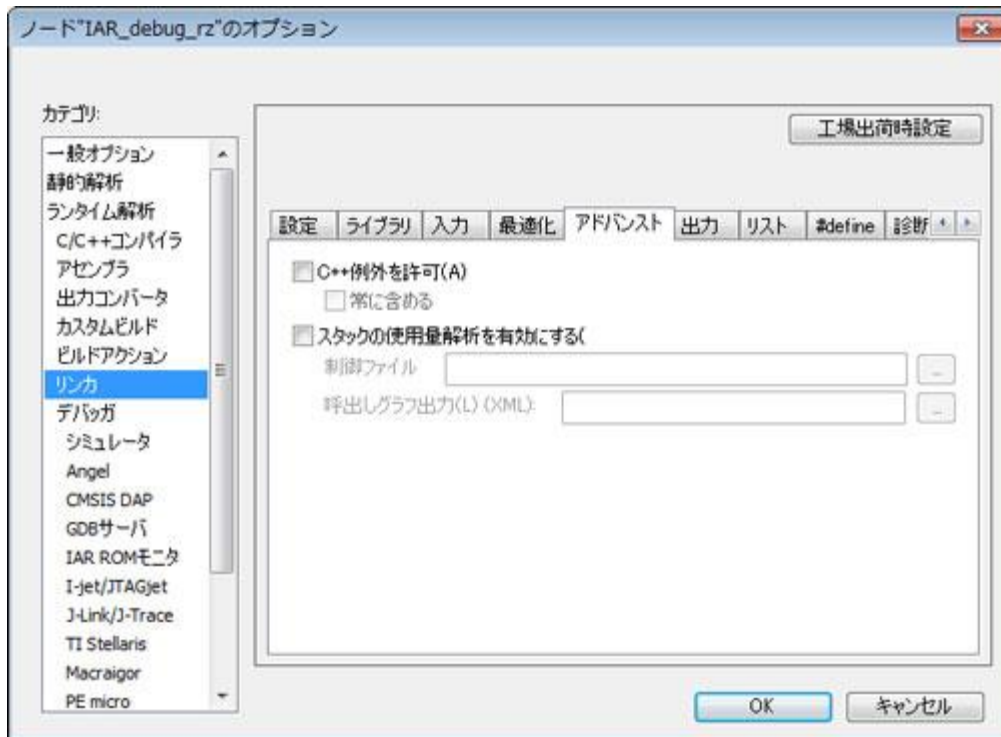 ノード"IAR_debug_rz"のオプション
カテゴリ:
一般オプション
静的解析
ランタイム解析
C/C++コンパイラ
アセンブラ
出力コンバータ
カスタムビルド
ビルドアクション
リンカ
デバッガ
シミュレータ
Angel
CMSIS DAP
GDBサーバ
IAR ROMモニタ
I-jet/JTAGjet
J-Link/J-Trace
TI Stellaris
Macraigor
PE micro
工場出荷時設定
設定 ライブラリ 入力 最適化 アドバンスト 出力 リスト #define 診断
C++例外を許可(A)
常に含める
スタックの使用量解析を有効にする(
制御ファイル
...
呼出しグラフ出力(L) (XML):
...
OK キャンセル